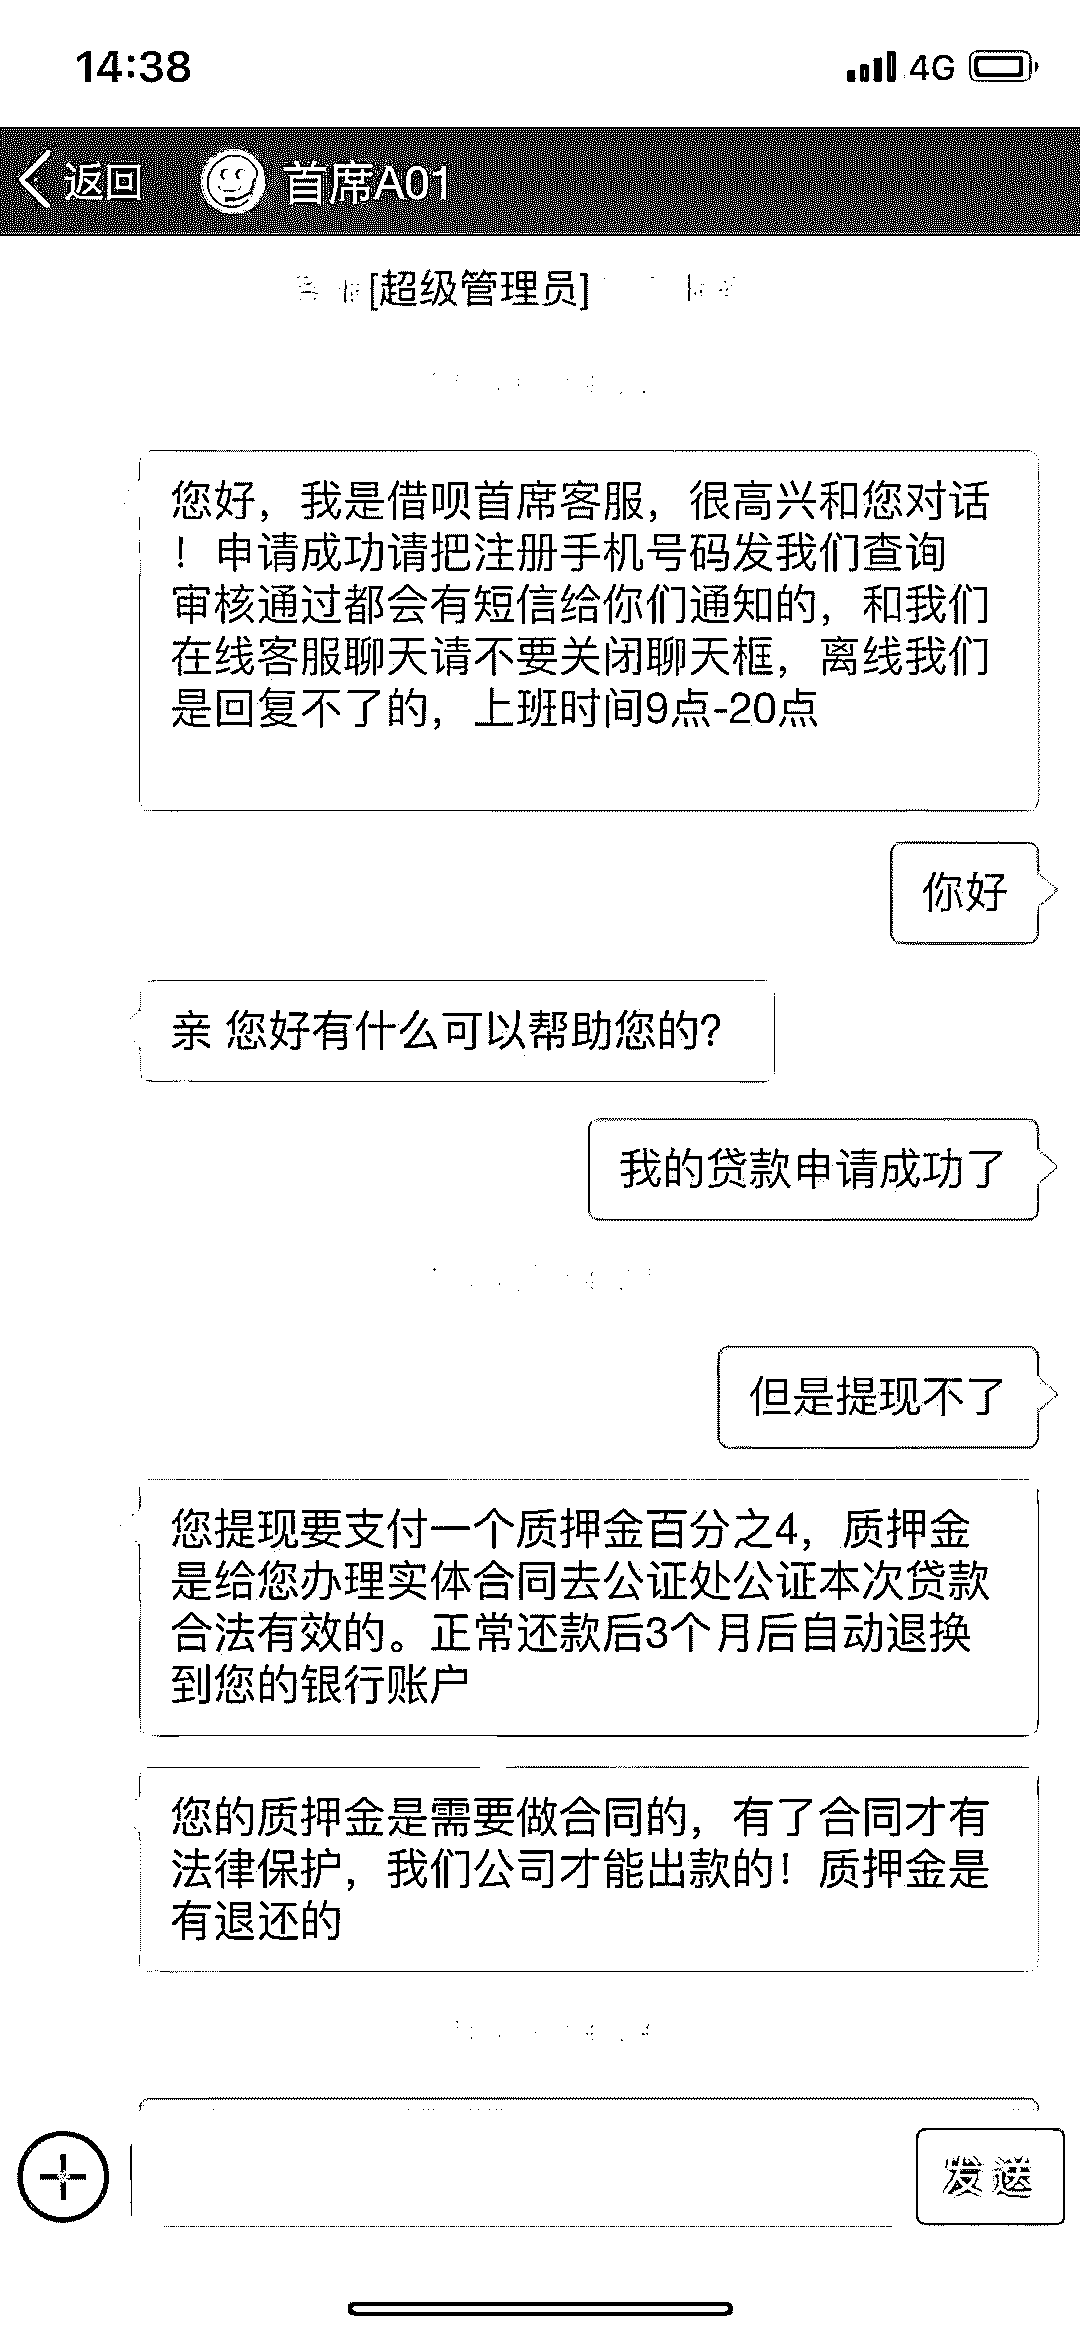 14:38
4G
返回
首席A01
[超级管理员]
您好，我是借呗首席客服，很高兴和您对话
！申请成功请把注册手机号码发我们查询
审核通过都会有短信给你们通知的，和我们
在线客服聊天请不要关闭聊天框，离线我们
是回复不了的，上班时间9点-20点
你好
亲 您好有什么可以帮助您的?
我的贷款申请成功了
但是提现不了
您提现要支付一个质押金百分之4，质押金
是给您办理实体合同去公证处公证本次贷款
合法有效的。正常还款后3个月后自动退换
到您的银行账户
您的质押金是需要做合同的，有了合同才有
法律保护，我们公司才能出款的！质押金是
有退还的
发送